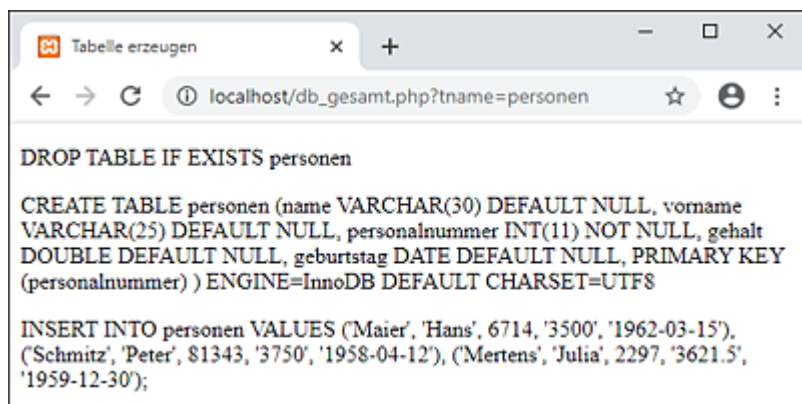 Tabelle erzeugen
localhost/db_gesamt.php?tname=personen
DROP TABLE IF EXISTS personen
CREATE TABLE personen (name VARCHAR(30) DEFAULT NULL, vorname
VARCHAR(25) DEFAULT NULL, personalnummer INT(11) NOT NULL, gehalt
DOUBLE DEFAULT NULL, geburtstag DATE DEFAULT NULL, PRIMARY KEY
(personalnummer) ) ENGINE=InnoDB DEFAULT CHARSET=UTF8
INSERT INTO personen VALUES ('Maier', 'Hans', 6714, '3500', '1962-03-15'),
('Schmitz', 'Peter', 81343, '3750', '1958-04-12'), ('Mertens', 'Julia', 2297, '3621.5',
'1959-12-30');